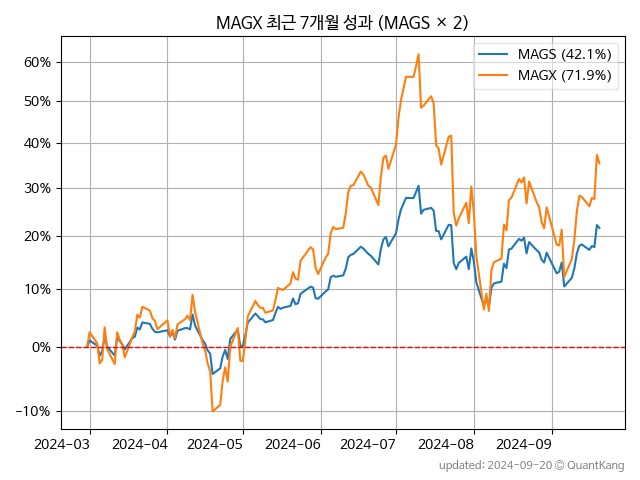 MAGX 최근 7개월 성과 (MAGS × 2)
MAGS (42.1%)
MAGX (71.9%)
60%
50%
40%
30%
20%
10%
0%
−10%
2024-03 2024-04 2024-05 2024-06 2024-07 2024-08 2024-09
updated: 2024-09-20 © QuantKang